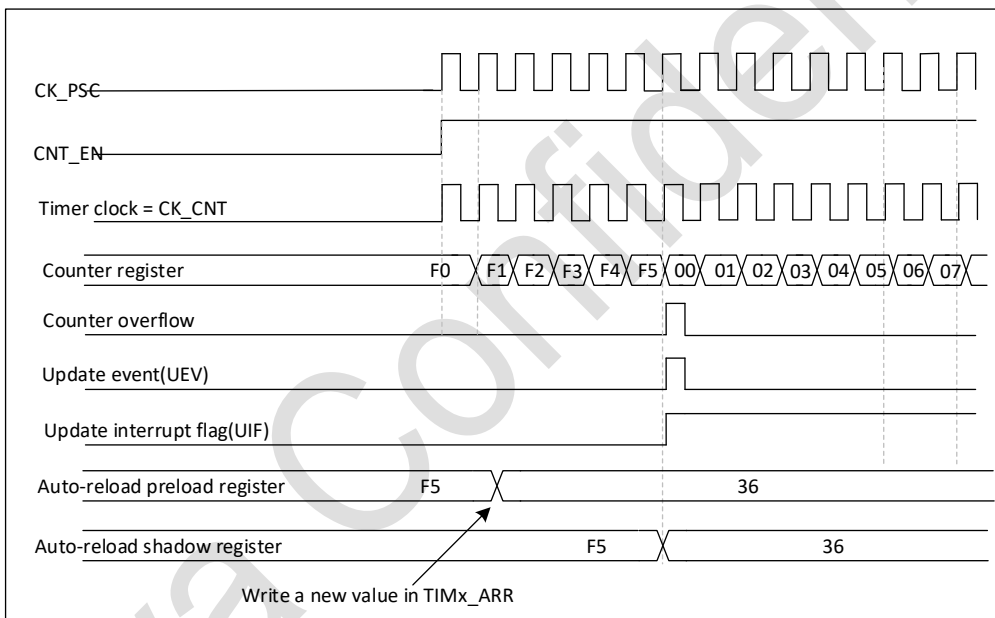 CK_PSC
CNT_EN
Timer clock = CK_CNT
Counter register F0 F1 F2 F3 F4 F5 00 01 02 03 04 05 06 07
Counter overflow
Update event(UEV)
Update interrupt flag(UIF)
Auto-reload preload register F5 36
Auto-reload shadow register F5 36
Write a new value in TIMx_ARR